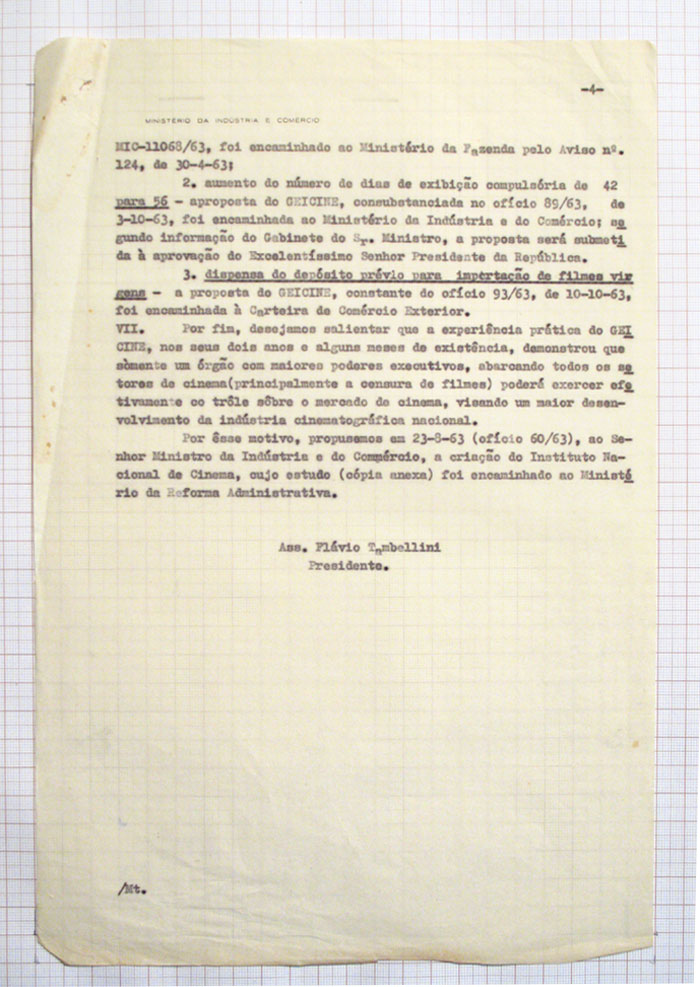 -4-
MINISTÉRIO DA INDÚSTRIA E COMÉRCIO
MIC-11068/63, foi encaminhado ao Ministério da Fazenda pelo Aviso nº.
124, de 30-4-63;
2. aumento do número de dias de exibição compulsória de 42
para 56 - aproposta do GEICINE, consubstanciada no ofício 89/63, de
3-10-63, foi encaminhada ao Ministério da Indústria e do Comércio; se
gundo informação do Gabinete do Sr. Ministro, a proposta será submeti
da à aprovação do Excelentíssimo Senhor Presidente da República.
3. dispensa do depósito prévio para impertação de filmes vir
gens - a proposta do GEICINE, constante do ofício 93/63, de 10-10-63,
foi encaminhada à Carteira de Comércio Exterior.
VII. Por fim, desejamos salientar que a experiência prática do GEI
CINE, nos seus dois anos e alguns meses de existência, demonstrou que
sòmente um órgão com maiores poderes executivos, abarcando todos os se
tores de cinema(principalmente a censura de filmes) poderá exercer efe
tivamente co trôle sôbre o mercado de cinema, visando um maior desen-
volvimento da indústria cinematográfica nacional.
Por êsse motivo, propusemos em 23-8-63 (ofício 60/63), ao Se-
nhor Ministro da Indústria e do Commércio, a criação do Instituto Na-
cional de Cinema, cujo estudo (cópia anexa) foi encaminhado ao Ministé
rio da Reforma Administrativa.
Ass. Flávio Tambellini
Presidente.
/Mt.